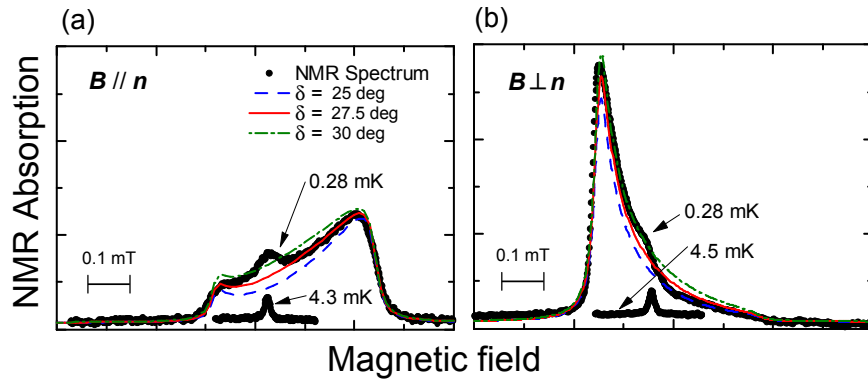 (a)
B // n
NMR Spectrum
δ = 25 deg
δ = 27.5 deg
δ = 30 deg
0.28 mK
0.1 mT
4.3 mK
(b)
B ⊥ n
0.28 mK
4.5 mK
0.1 mT
NMR Absorption
Magnetic field